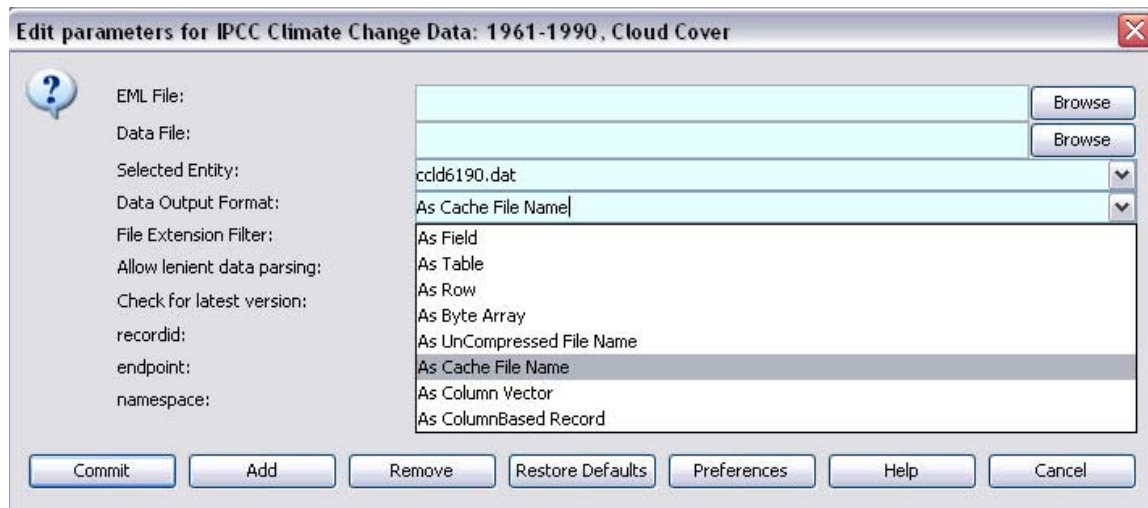 Edit parameters for IPCC Climate Change Data: 1961-1990, Cloud Cover
EML File:
Browse
Data File:
Browse
Selected Entity:
ccld6190.dat
Data Output Format:
As Cache File Name
File Extension Filter:
Allow lenient data parsing:
Check for latest version:
recordid:
endpoint:
namespace:
As Field
As Table
As Row
As Byte Array
As UnCompressed File Name
As Cache File Name
As Column Vector
As ColumnBased Record
Commit
Add
Remove
Restore Defaults
Preferences
Help
Cancel